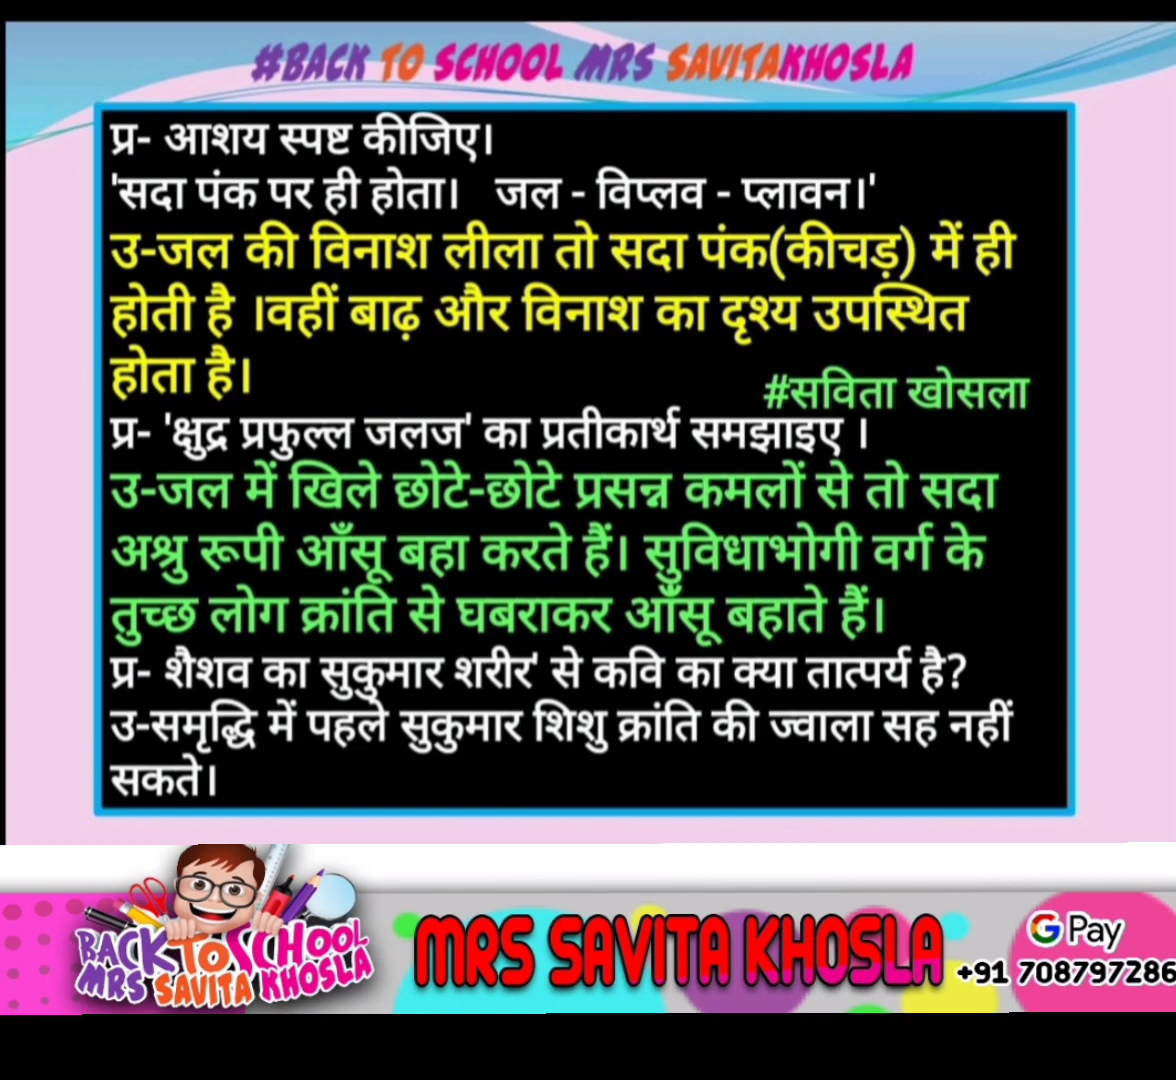 #BACK TO SCHOOL MRS SAVITAKHOSLA
प्र- आशय स्पष्ट कीजिए।
'सदा पंक पर ही होता। जल - विप्लव - प्लावन।'
उ-जल की विनाश लीला तो सदा पंक(कीचड़) में ही
होती है ।वहीं बाढ़ और विनाश का दृश्य उपस्थित
होता है।
#सविता खोसला
प्र- 'क्षुद्र प्रफुल्ल जलज' का प्रतीकार्थ समझाइए ।
उ-जल में खिले छोटे-छोटे प्रसन्न कमलों से तो सदा
अश्रु रूपी आँसू बहा करते हैं। सुविधाभोगी वर्ग के
तुच्छ लोग क्रांति से घबराकर आँसू बहाते हैं।
प्र- शैशव का सुकुमार शरीर' से कवि का क्या तात्पर्य है?
उ-समृद्धि में पहले सुकुमार शिशु क्रांति की ज्वाला सह नहीं
सकते।
BACK TO SCHOOL
MRS SAVITA KHOSLA
MRS SAVITA KHOSLA
G Pay
+91 708797286